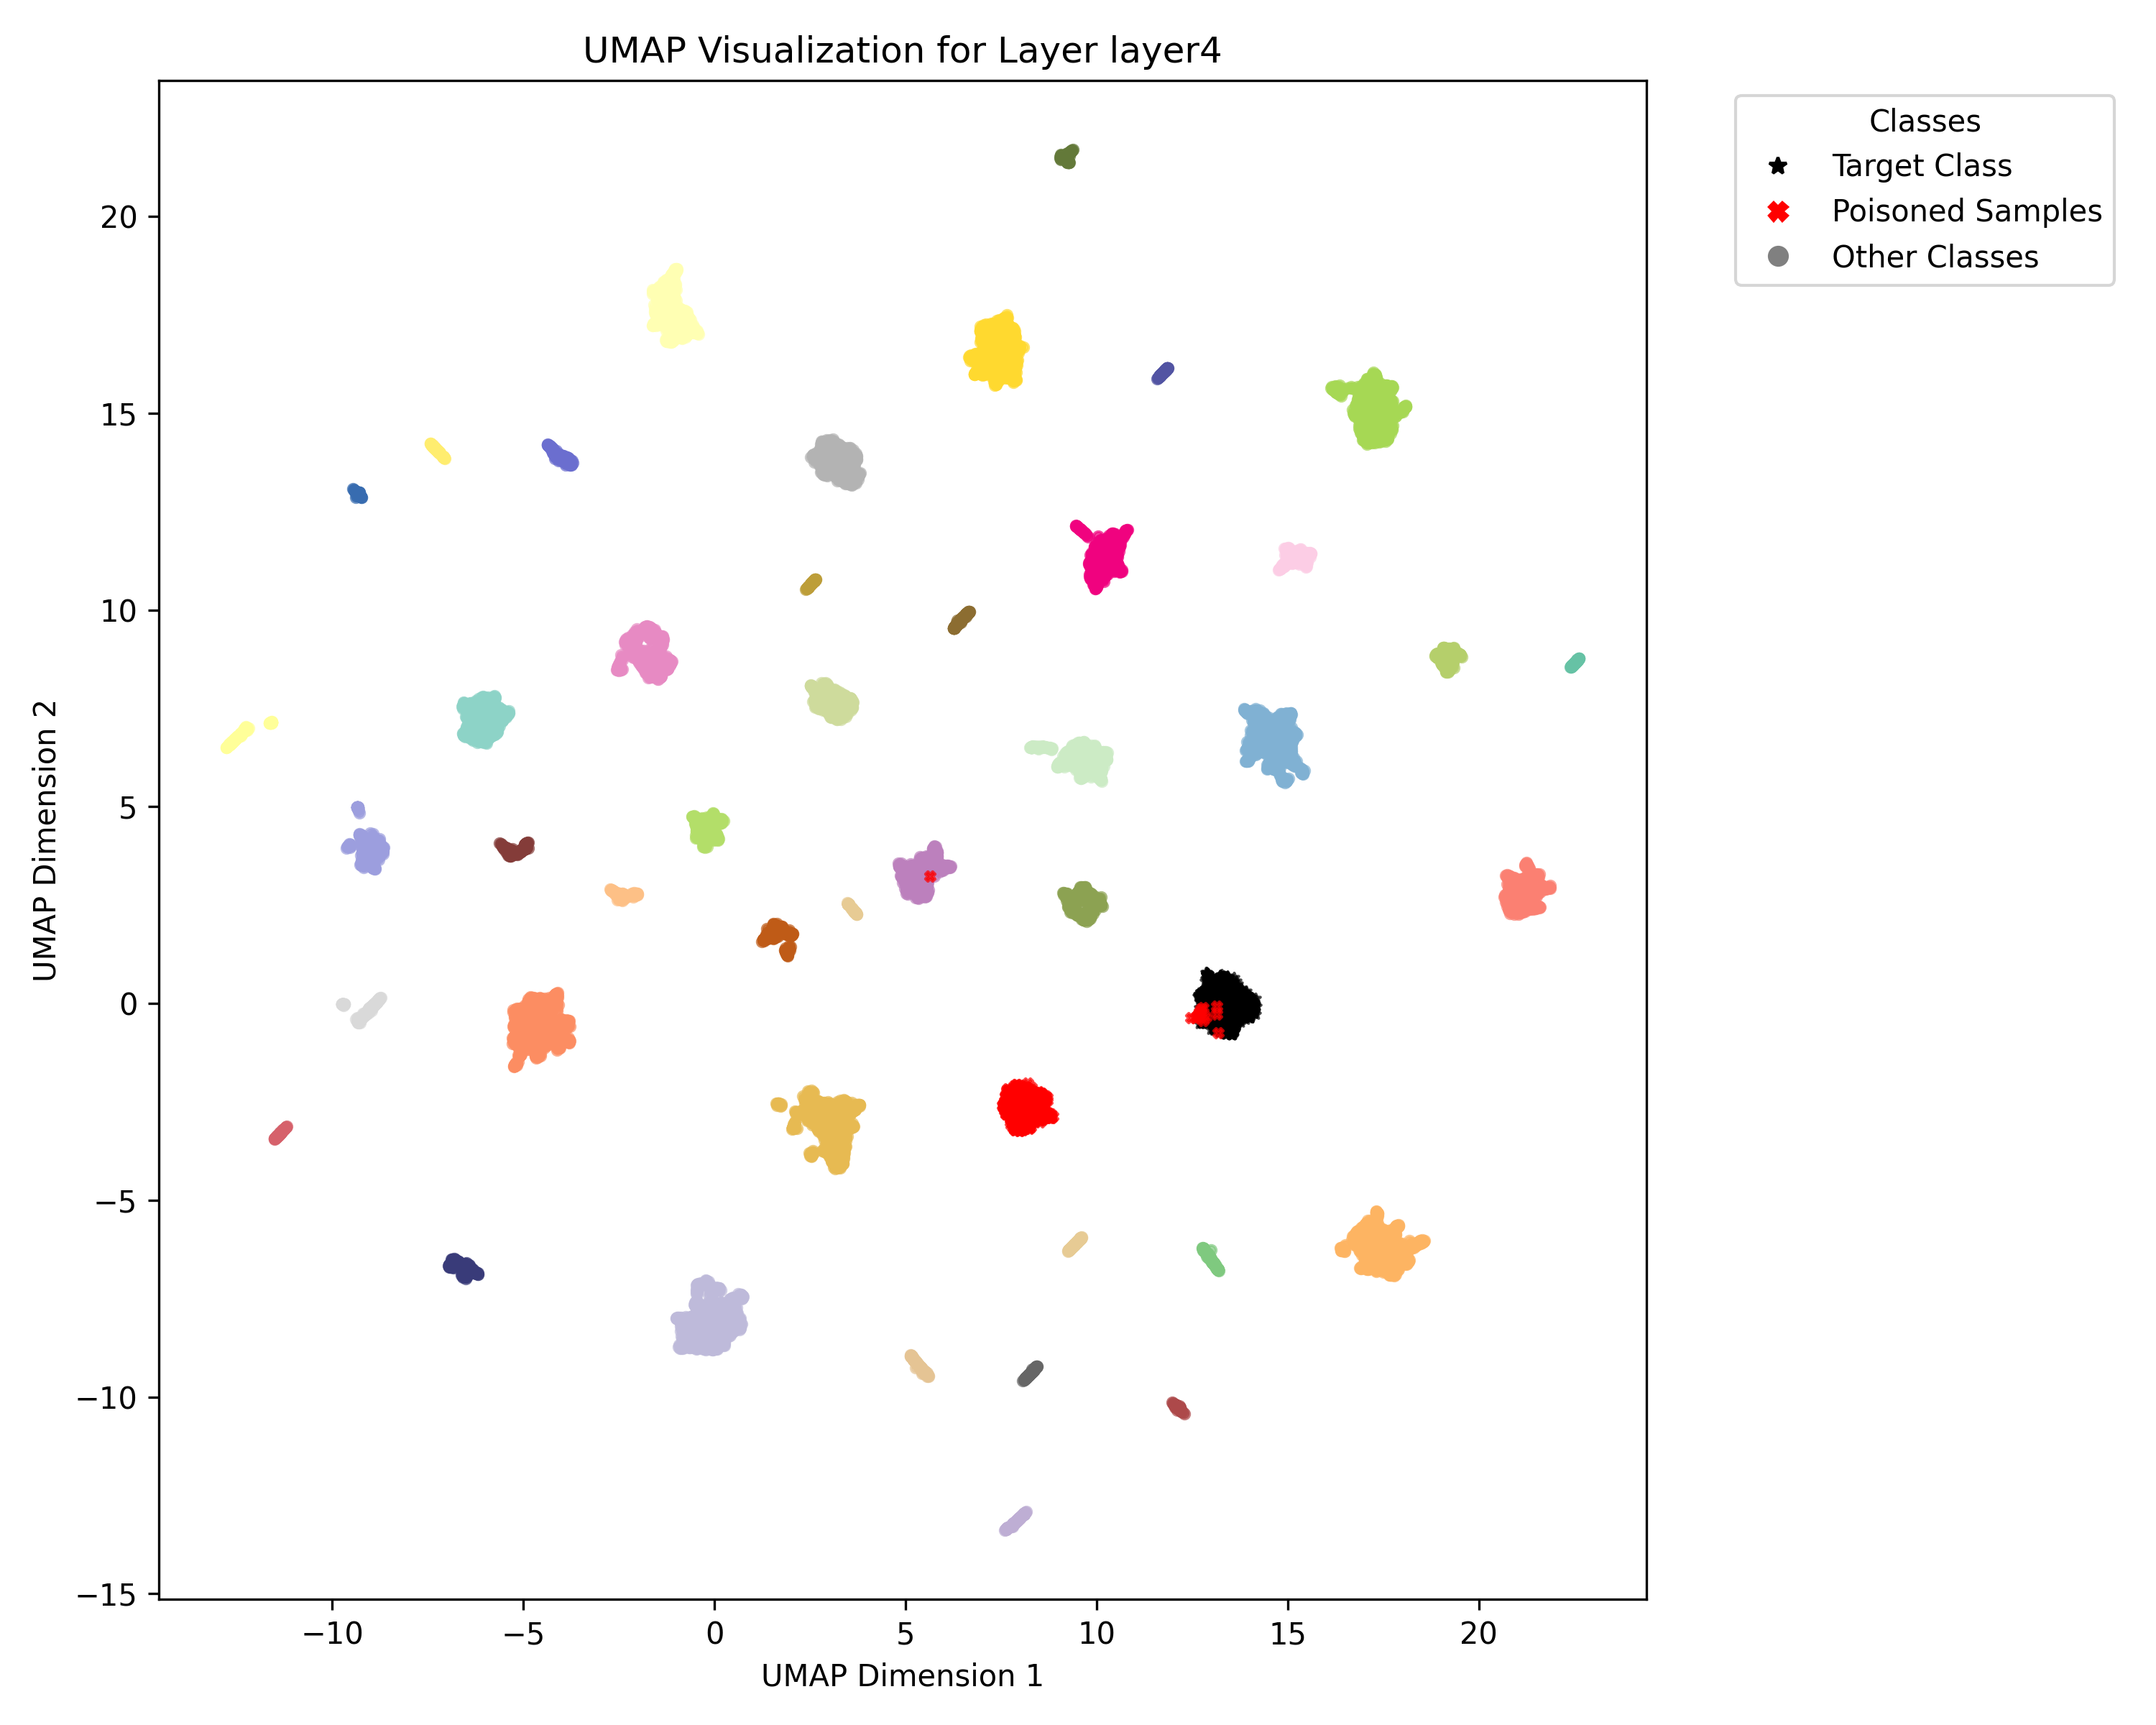 UMAP Visualization for Layer layer4
Classes
Target Class
Poisoned Samples
Other Classes
UMAP Dimension 2
20
15
10
5
0
−5
−10
−15
−10
−5
0
5
10
15
20
UMAP Dimension 1